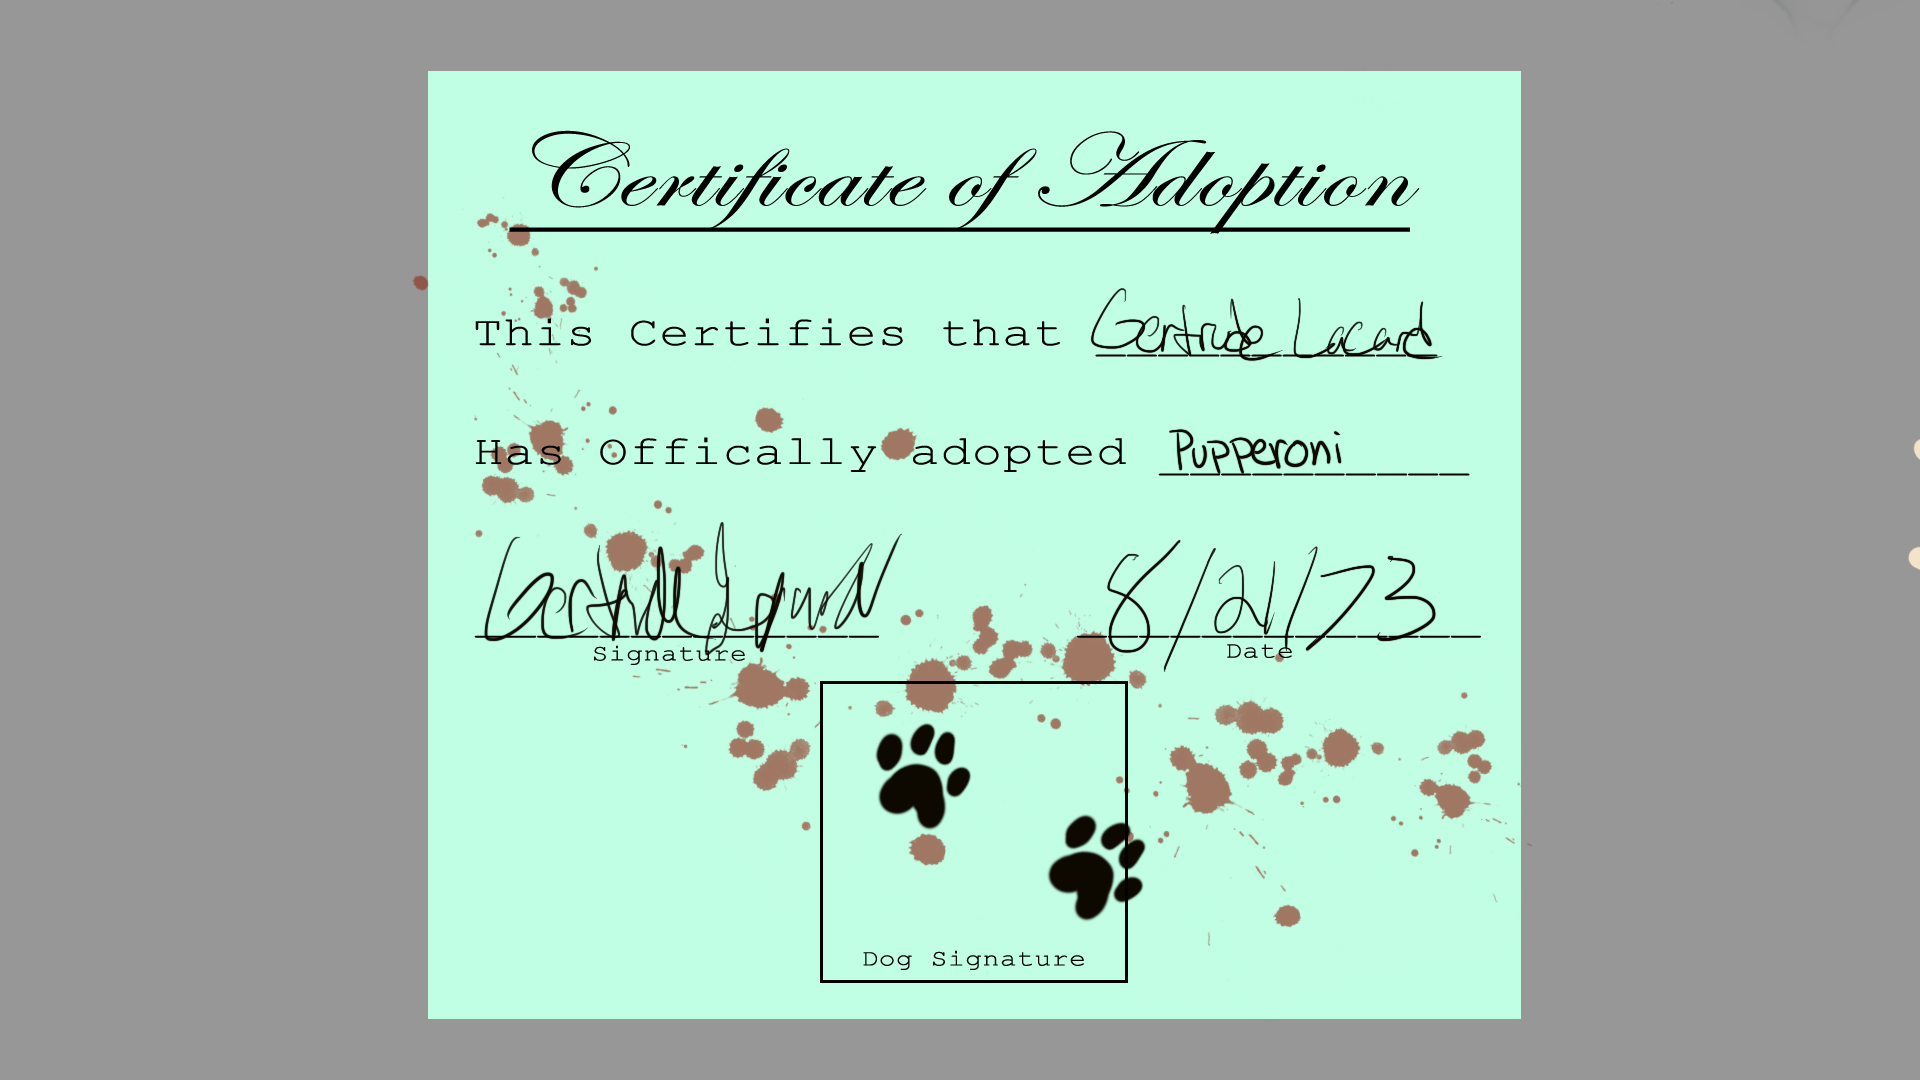 Certificate of Adoption
This Certifies that Gertrude Lacard
Has Offically adopted Pupperoni
Gertrude Lacard 8/21/73
Signature Date
Dog Signature